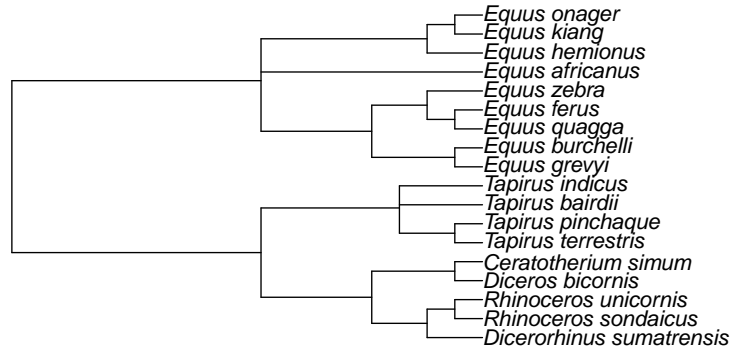 Equus onager
Equus kiang
Equus hemionus
Equus africanus
Equus zebra
Equus ferus
Equus quagga
Equus burchelli
Equus grevyi
Tapirus indicus
Tapirus bairdii
Tapirus pinchaque
Tapirus terrestris
Ceratotherium simum
Diceros bicornis
Rhinoceros unicornis
Rhinoceros sondaicus
Dicerorhinus sumatrensis